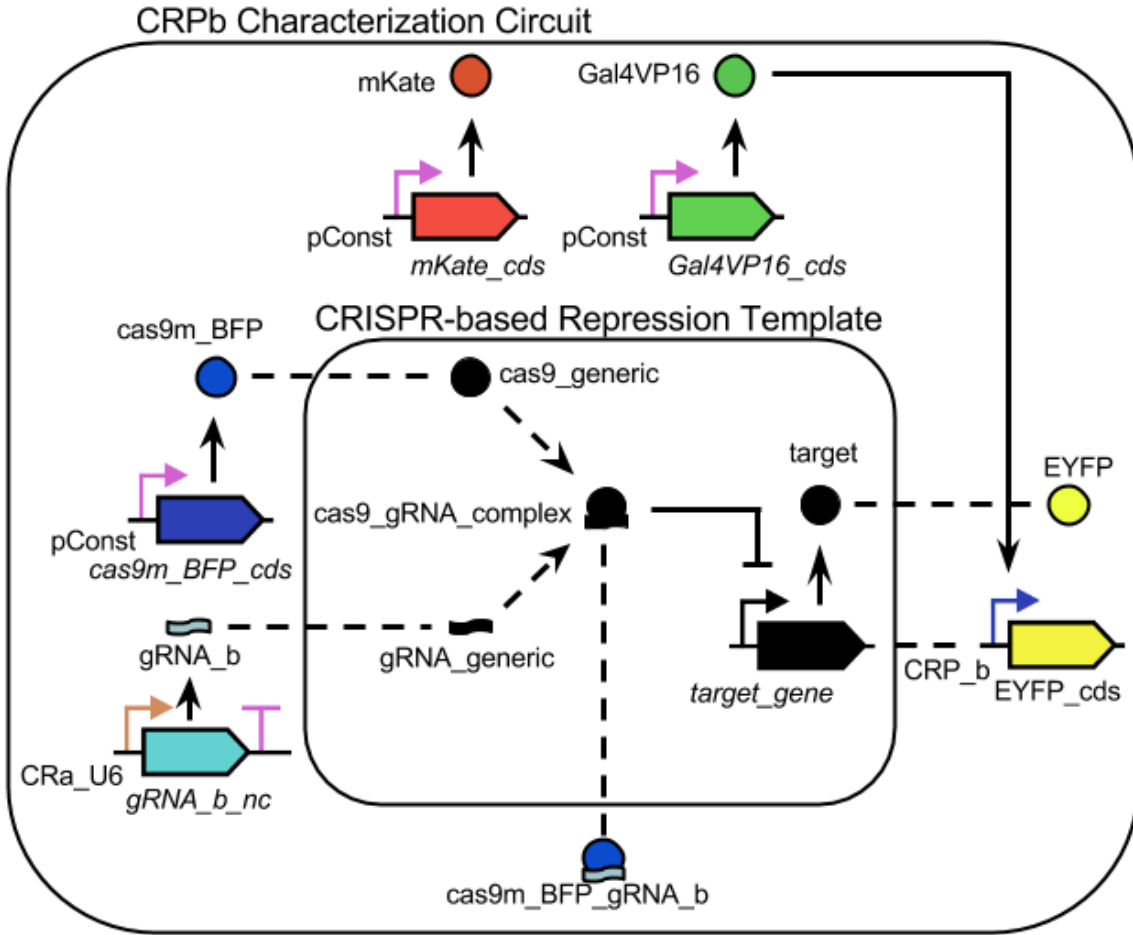 CRPb Characterization Circuit
mKate
Gal4VP16
pConst
mKate_cds
pConst
Gal4VP16_cds
CRISPR-based Repression Template
cas9m_BFP
cas9_generic
target
EYFP
cas9_gRNA_complex
pConst
cas9m_BFP_cds
gRNA_b
gRNA_generic
target_gene
CRP_b
EYFP_cds
CRa_U6
gRNA_b_nc
cas9m_BFP_gRNA_b